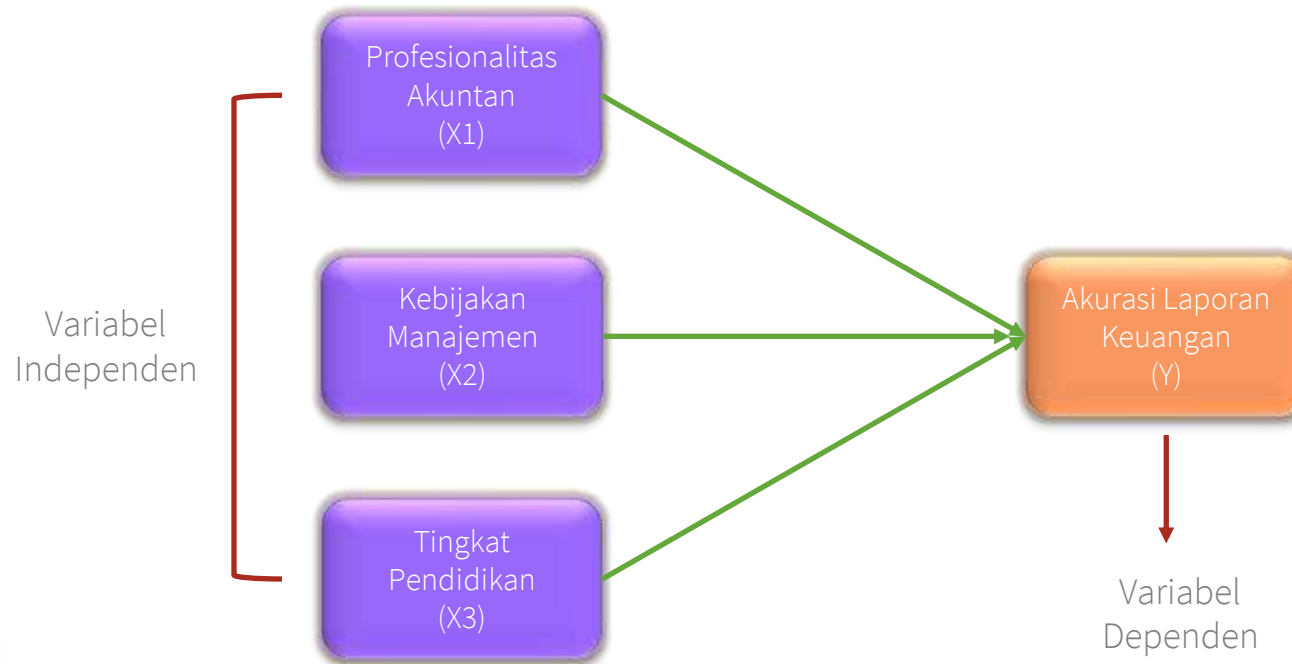 Profesionalitas
Akuntan
(X1)
Variabel
Independen
Kebijakan
Manajemen
(X2)
Akurasi Laporan
Keuangan
(Y)
Tingkat
Pendidikan
(X3)
Variabel
Dependen